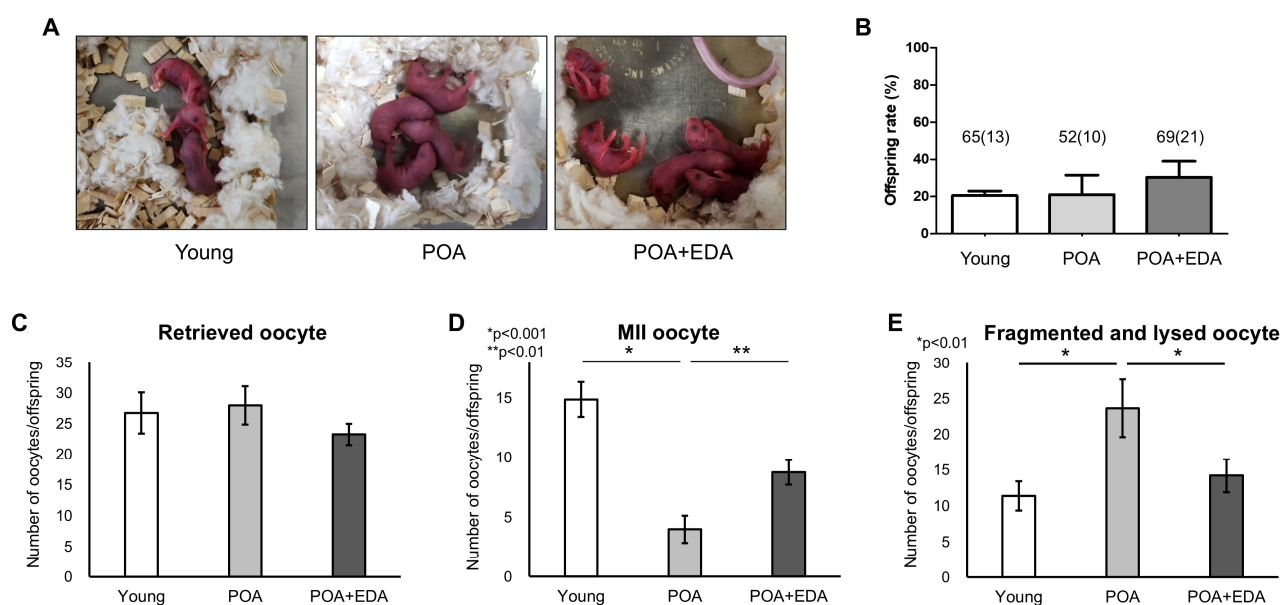 A
Young
POA
POA+EDA
B
Offspring rate (%)
100
80
60
40
20
0
65(13)
52(10)
69(21)
Young
POA
POA+EDA
C
Retrieved oocyte
Number of oocytes/offspring
35
30
25
20
15
10
5
0
Young
POA
POA+EDA
D
*p<0.001
**p<0.01
MII oocyte
*
**
Number of oocytes/offspring
15
10
5
0
Young
POA
POA+EDA
E
*p<0.01
Fragmented and lysed oocyte
*
*
Number of oocytes/offspring
30
25
20
15
10
5
0
Young
POA
POA+EDA